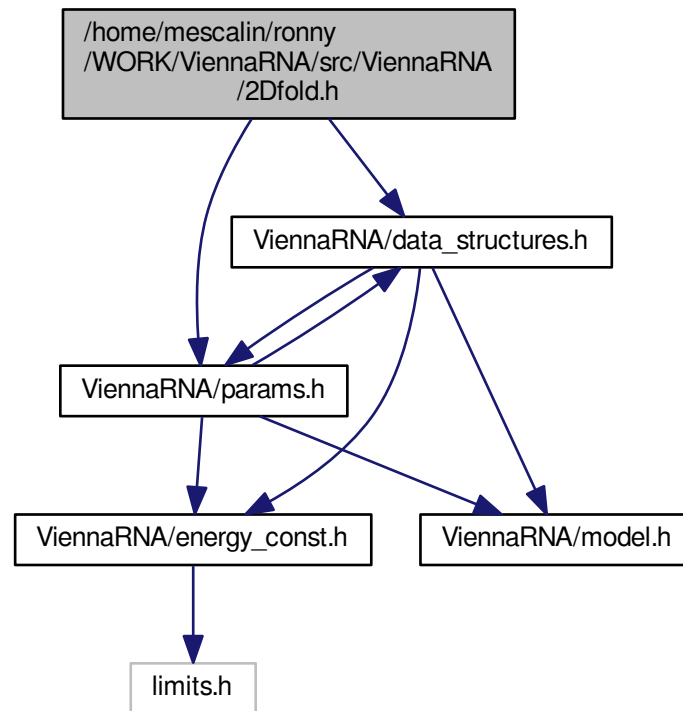 /home/mescalin/ronny
/WORK/ViennaRNA/src/ViennaRNA
/2Dfold.h
ViennaRNA/data_structures.h
ViennaRNA/params.h
ViennaRNA/energy_const.h
ViennaRNA/model.h
limits.h